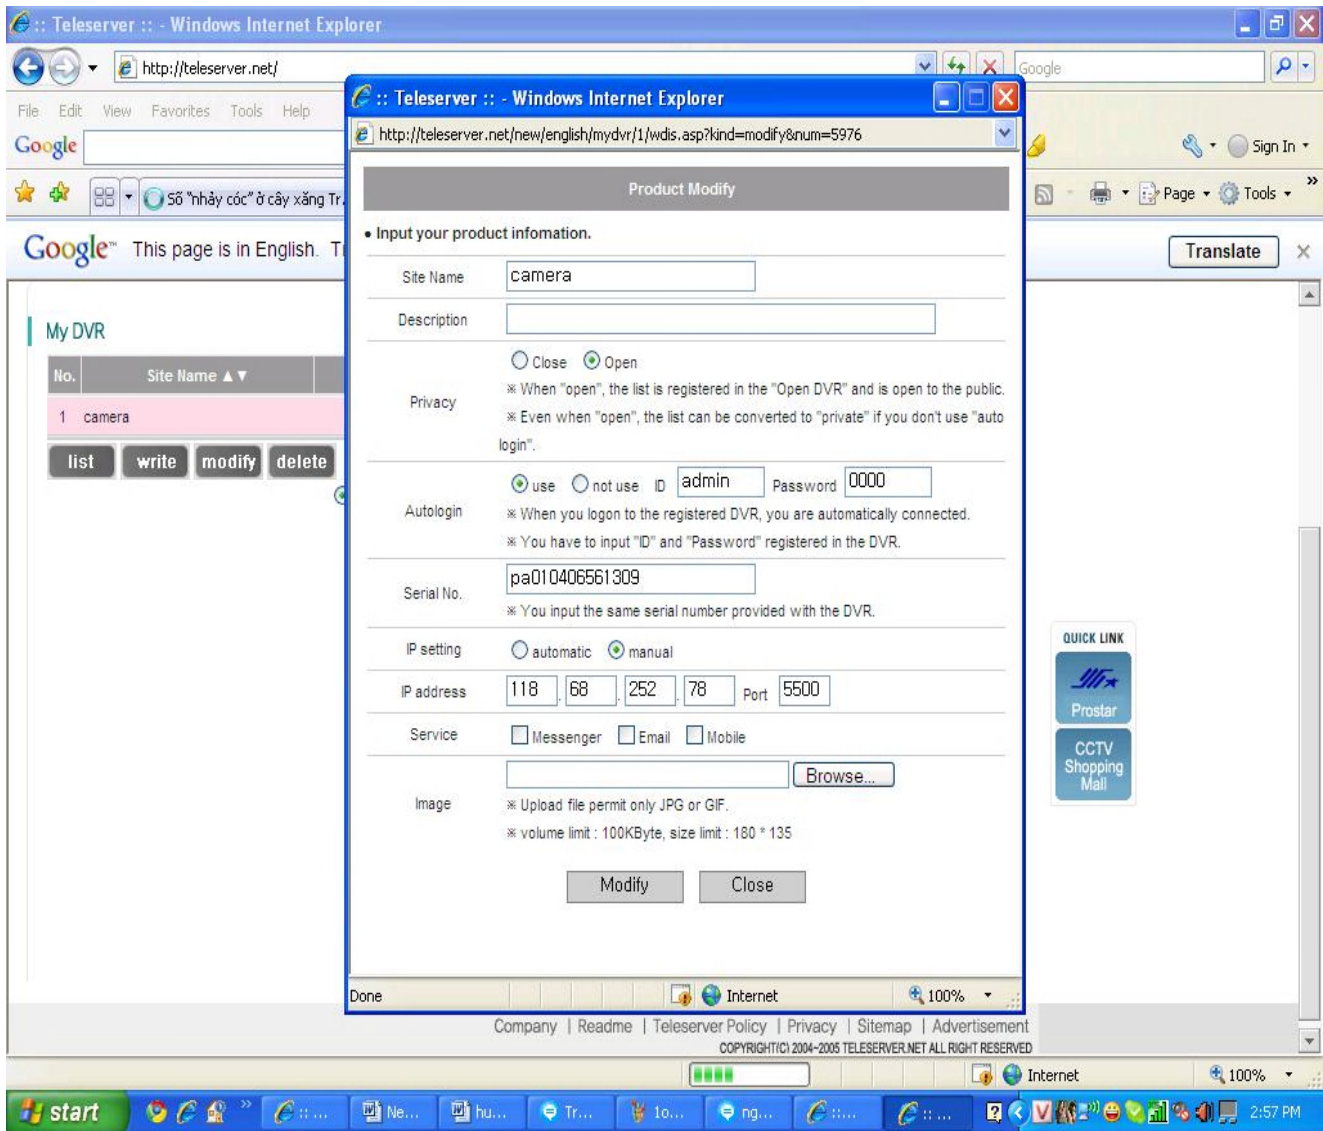 :: Teleserver :: - Windows Internet Explorer
http://teleserver.net/
Google
File Edit View Favorites Tools Help
Google
Sign In
Số "nhảy cóc" ở cây xăng Tr.
Page Tools »
Google™ This page is in English. T
Translate
My DVR
No. Site Name ▲▼
1 camera
list write modify delete
:: Teleserver :: - Windows Internet Explorer
http://teleserver.net/new/english/mydvr/1/wdis.asp?kind=modify&num=5976
Product Modify
• Input your product infomation.
Site Name camera
Description
Privacy
Close Open
※ When "open", the list is registered in the "Open DVR" and is open to the public.
※ Even when "open", the list can be converted to "private" if you don't use "auto
login".
Autologin
use not use ID admin Password 0000
※ When you logon to the registered DVR, you are automatically connected.
※ You have to input "ID" and "Password" registered in the DVR.
Serial No.
pa010406561309
※ You input the same serial number provided with the DVR.
IP setting automatic manual
IP address 118 . 68 . 252 . 78 Port 5500
Service Messenger Email Mobile
Image
Browse...
※ Upload file permit only JPG or GIF.
※ volume limit : 100KByte, size limit : 180 * 135
Modify Close
Done Internet 100%
QUICK LINK
Prostar
CCTV
Shopping
Mall
Company | Readme | Teleserver Policy | Privacy | Sitemap | Advertisement
COPYRIGHT(C) 2004~2005 TELESERVER.NET ALL RIGHT RESERVED
Internet 100%
start » :: ... Ne... hu... Tr... 1o... ng... ::... :: ... 2:57 PM